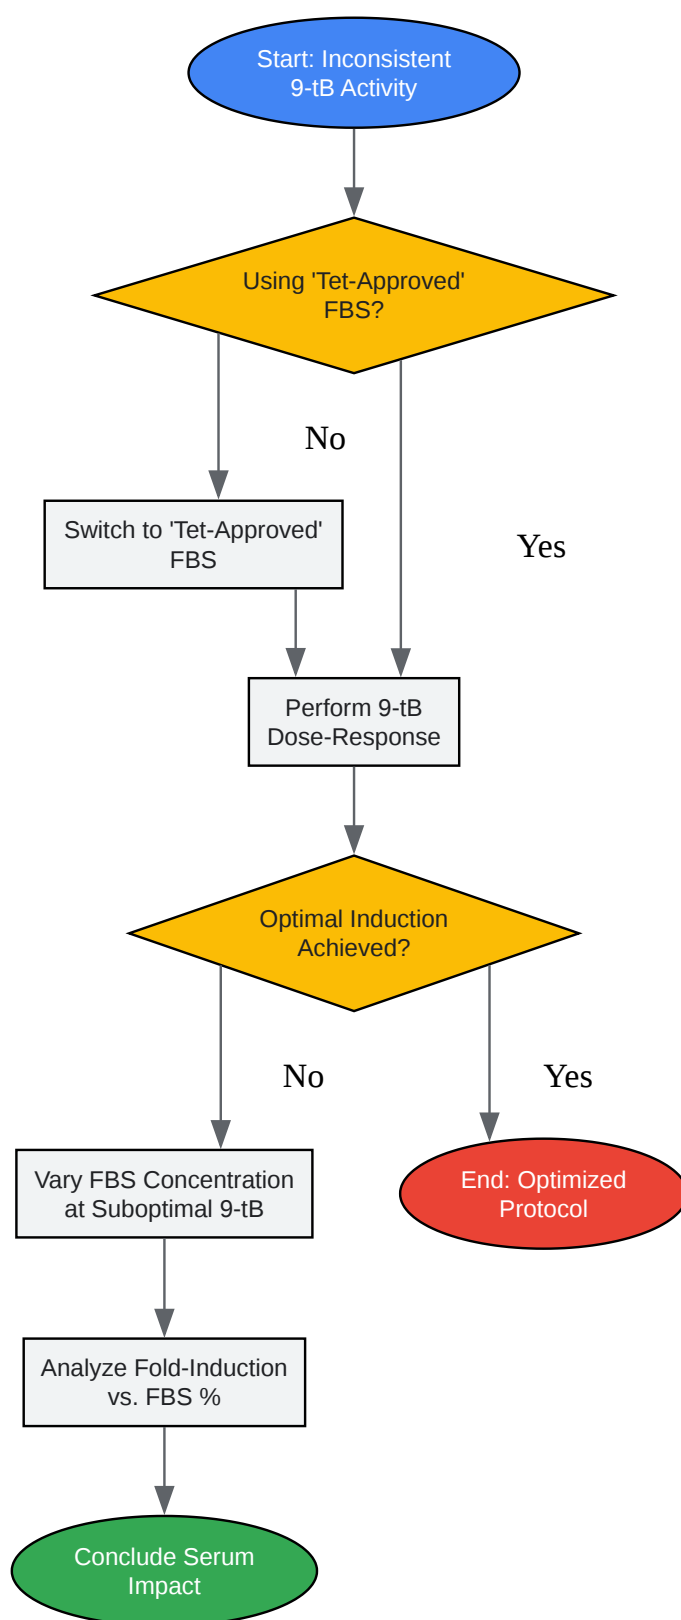 Start: Inconsistent
9-tB Activity
Using 'Tet-Approved'
FBS?
No
Switch to 'Tet-Approved'
FBS
Yes
Perform 9-tB
Dose-Response
Optimal Induction
Achieved?
No
Yes
Vary FBS Concentration
at Suboptimal 9-tB
End: Optimized
Protocol
Analyze Fold-Induction
vs. FBS %
Conclude Serum
Impact